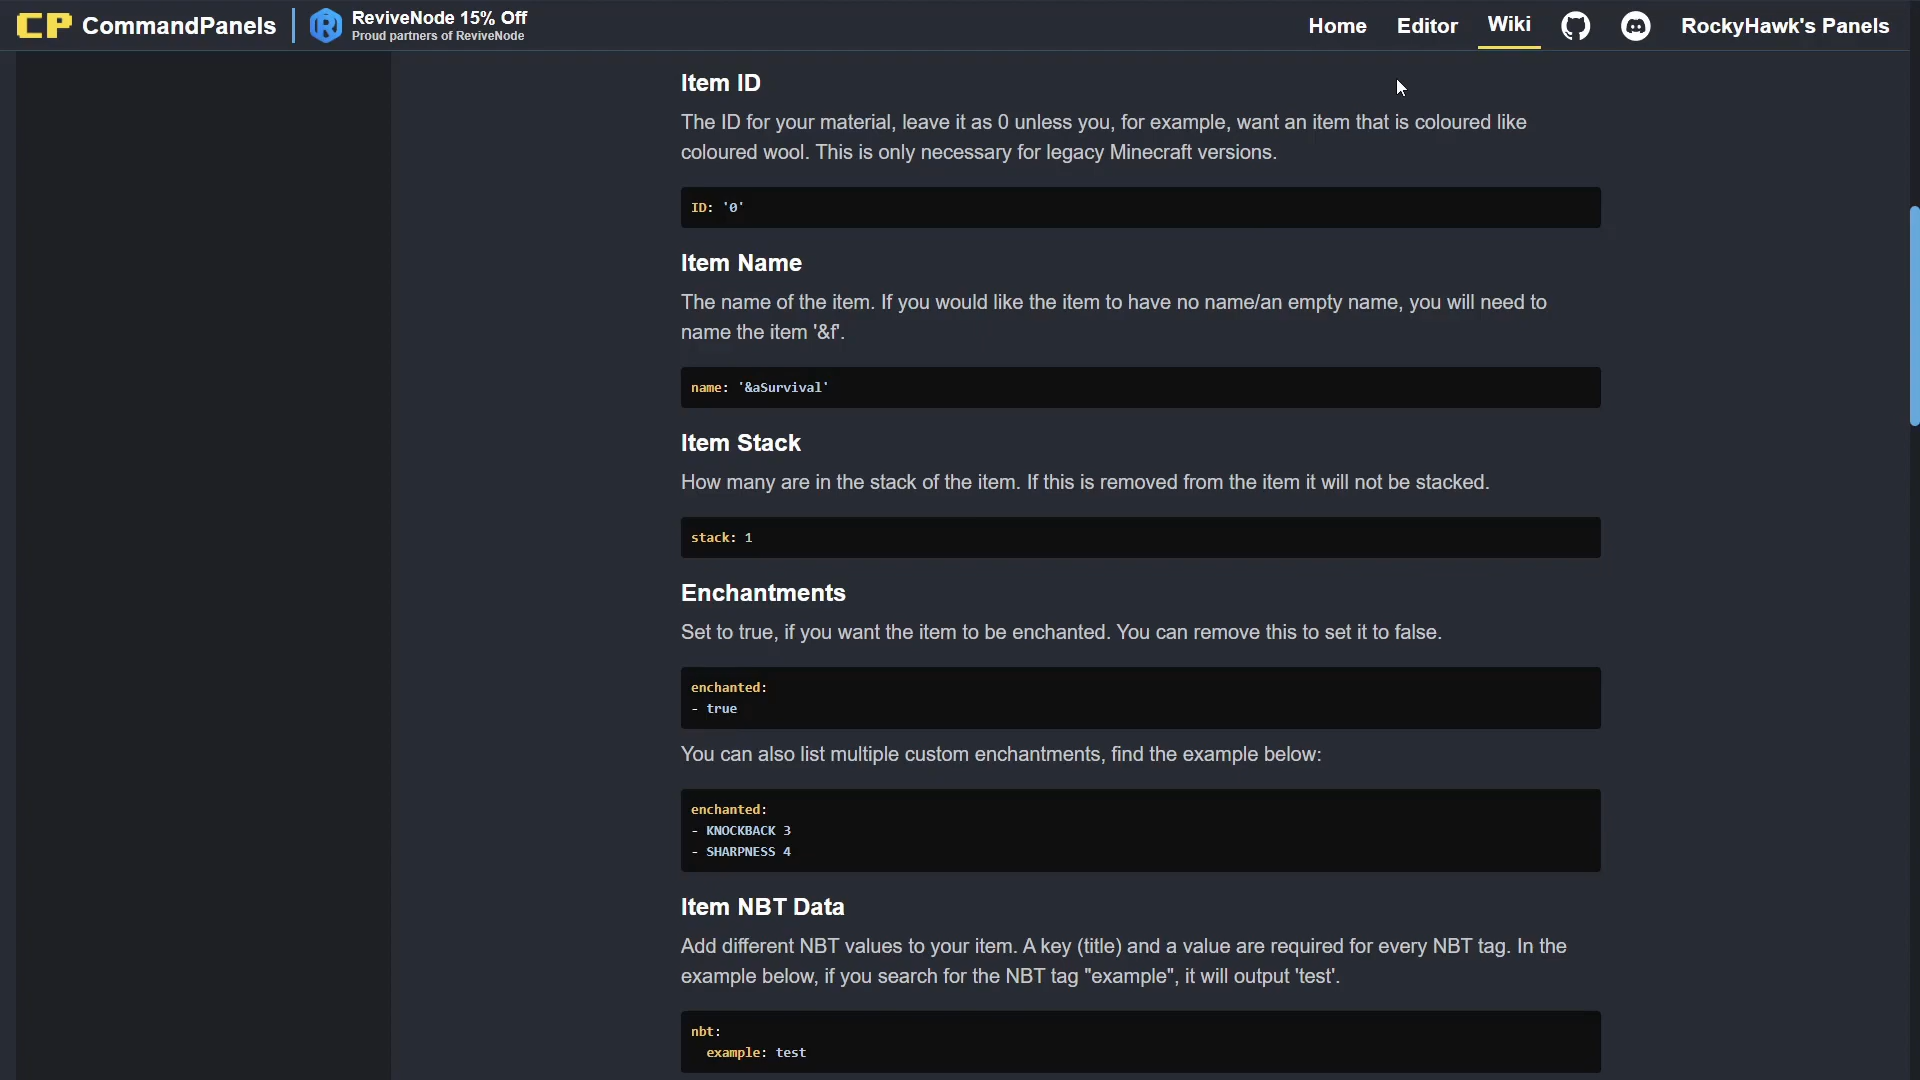 CP CommandPanels
ReviveNode 15% Off
Proud partners of ReviveNode
Home Editor Wiki RockyHawk's Panels
Item ID
The ID for your material, leave it as 0 unless you, for example, want an item that is coloured like
coloured wool. This is only necessary for legacy Minecraft versions.
ID: '0'
Item Name
The name of the item. If you would like the item to have no name/an empty name, you will need to
name the item '&f'.
name: '&aSurvival'
Item Stack
How many are in the stack of the item. If this is removed from the item it will not be stacked.
stack: 1
Enchantments
Set to true, if you want the item to be enchanted. You can remove this to set it to false.
enchanted:
- true
You can also list multiple custom enchantments, find the example below:
enchanted:
- KNOCKBACK 3
- SHARPNESS 4
Item NBT Data
Add different NBT values to your item. A key (title) and a value are required for every NBT tag. In the
example below, if you search for the NBT tag "example", it will output 'test'.
nbt:
example: test